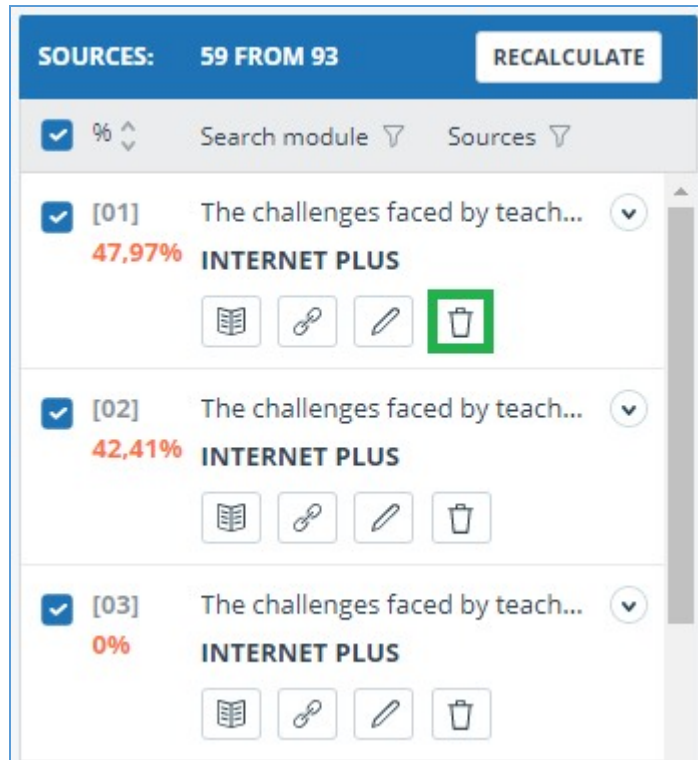 SOURCES: 59 FROM 93 RECALCULATE
% Search module Sources
[01] The challenges faced by teach...
47,97% INTERNET PLUS
[02] The challenges faced by teach...
42,41% INTERNET PLUS
[03] The challenges faced by teach...
0% INTERNET PLUS